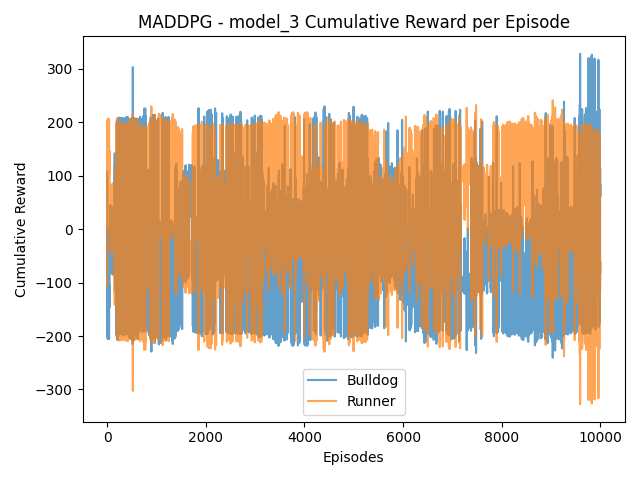 MADDPG - model_3 Cumulative Reward per Episode
Cumulative Reward
300
200
100
0
−100
−200
−300
Bulldog
Runner
0 2000 4000 6000 8000 10000
Episodes